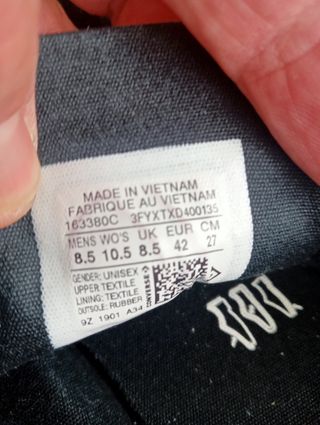 MADE IN VIETNAM
FABRIQUE AU VIETNAM
163380C 3FYXTXD400135
MENS WO'S UK EUR CM
8.5 10.5 8.5 42 27
GENDER: UNISEX
UPPER:TEXTILE
LINING: TEXTILE
OUTSOLE: RUBBER
9Z 1901 A34
CONVERSE